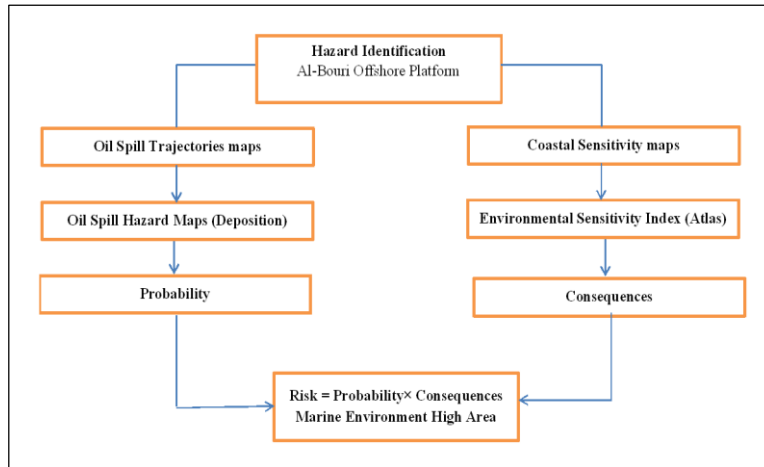 Hazard Identification
Al-Bouri Offshore Platform
Oil Spill Trajectories maps
Coastal Sensitivity maps
Oil Spill Hazard Maps (Deposition)
Environmental Sensitivity Index (Atlas)
Probability
Consequences
Risk = Probability× Consequences
Marine Environment High Area